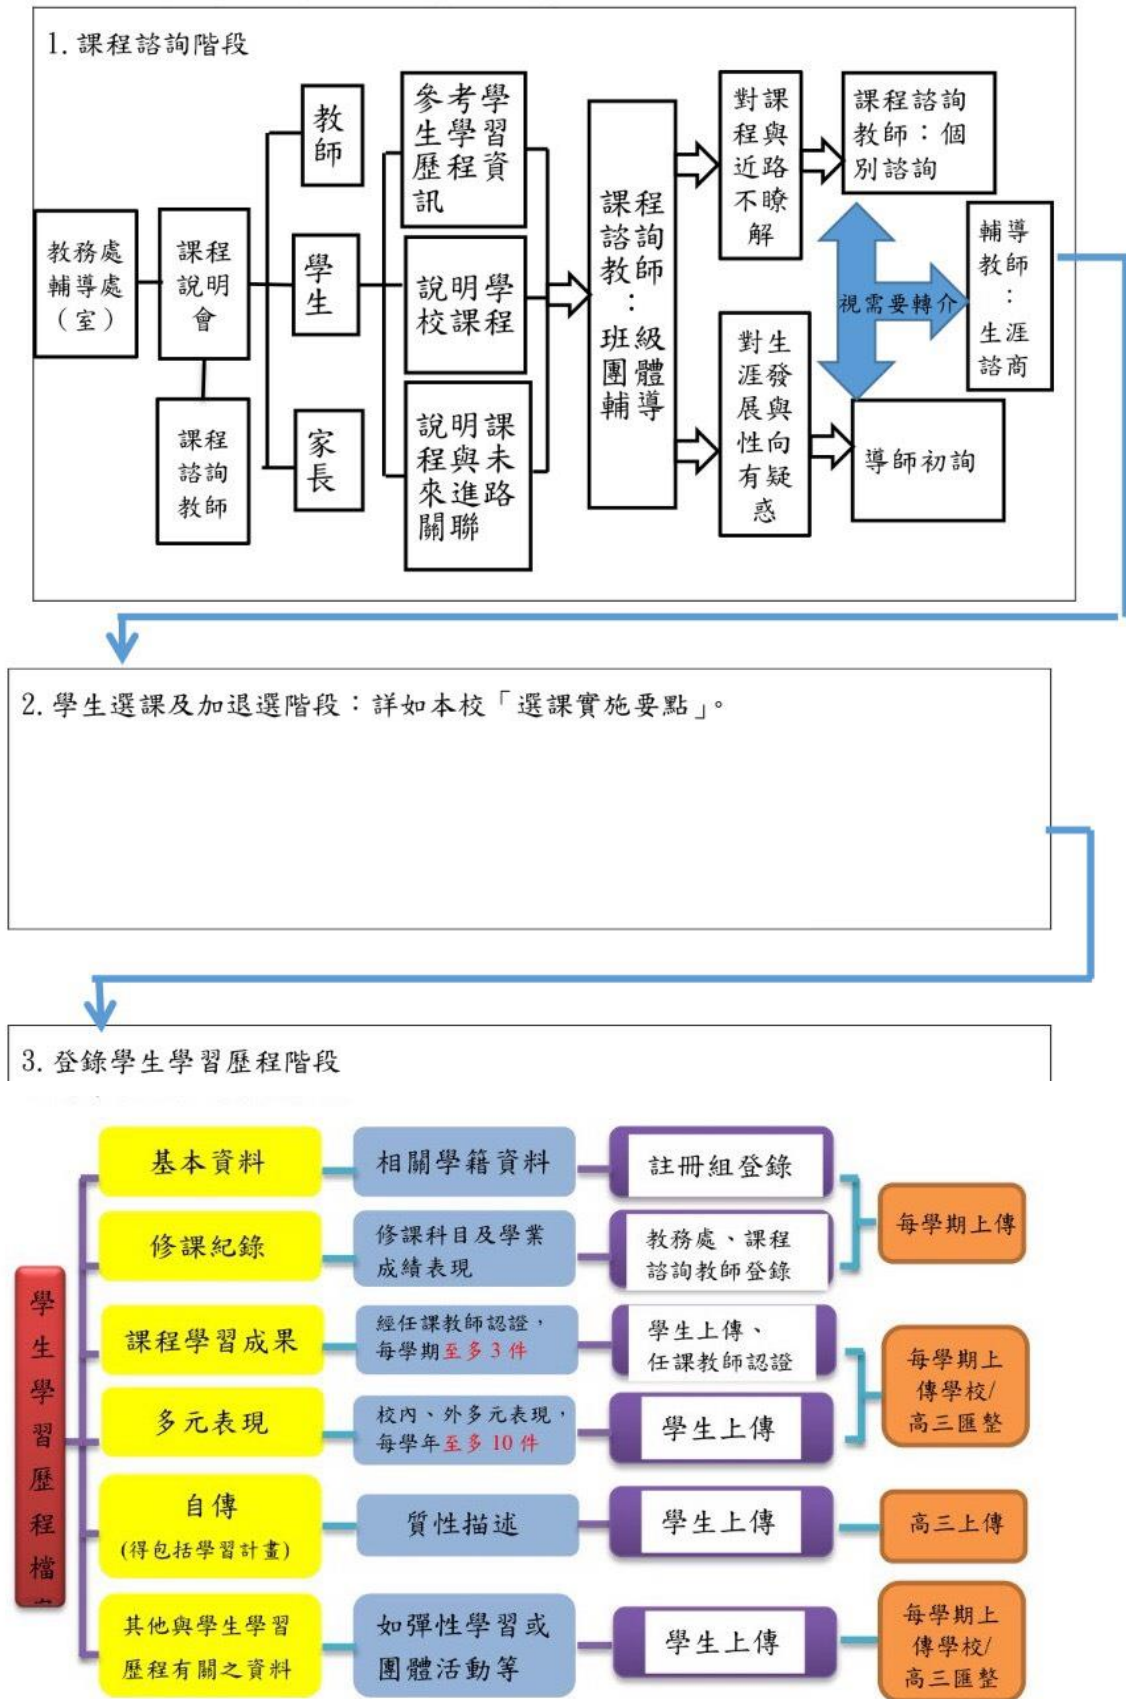 1. 課程諮詢階段
教務處
輔導處
（室）
課程
說明
會
課程
諮詢
教師
教
師
學
生
家
長
參考學
生學習
歷程資
訊
說明學
校課程
說明課
程與未
來進路
關聯
課程
諮詢
教師
：
班級
團體
輔導
對課
程與
近路
不瞭
解
對生
涯發
展與
性向
有疑
惑
課程諮詢
教師：個
別諮詢
視需要轉介
導師初詢
輔導
教師
：
生涯
諮商
2. 學生選課及加退選階段：詳如本校「選課實施要點」。
3. 登錄學生學習歷程階段
學
生
學
習
歷
程
檔
基本資料
相關學籍資料
註冊組登錄
每學期上傳
修課紀錄
修課科目及學業
成績表現
教務處、課程
諮詢教師登錄
課程學習成果
經任課教師認證，
每學期至多 3 件
學生上傳、
任課教師認證
每學期上
傳學校/
高三匯整
多元表現
校內、外多元表現，
每學年至多 10 件
學生上傳
自傳
(得包括學習計畫)
質性描述
學生上傳
高三上傳
其他與學生學習
歷程有關之資料
如彈性學習或
團體活動等
學生上傳
每學期上
傳學校/
高三匯整